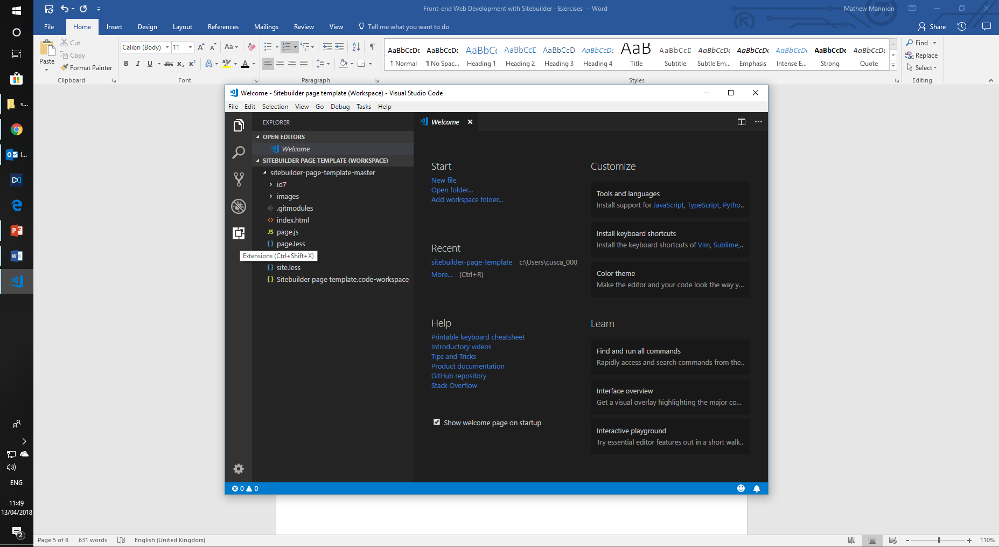 Front-end Web Development with Sitebuilder - Exercises - Word
Mathew Mannion
File Home Insert Design Layout References Mailings Review View Tell me what you want to do
Share
Paste
Cut
Copy
Format Painter
Clipboard
Calibri (Body) 11
Font
Paragraph
AaBbCcDc AaBbCcDc AaBbCc AaBbCcD AaBbCcD AaBbCcDc AaB AaBbCcD AaBbCcDc AaBbCcDc AaBbCcDc AaBbCcDc AaBbCcDc
¶ Normal ¶ No Spac... Heading 1 Heading 2 Heading 3 Heading 4 Title Subtitle Subtle Em... Emphasis Intense E... Strong Quote
Styles
Find
Replace
Select
Editing
s...
I...
Welcome - Sitebuilder page template (Workspace) - Visual Studio Code
File Edit Selection View Go Debug Tasks Help
EXPLORER
OPEN EDITORS
Welcome
SITEBUILDER PAGE TEMPLATE (WORKSPACE)
sitebuilder-page-template-master
id7
images
.gitmodules
index.html
JS page.js
{} page.less
Extensions (Ctrl+Shift+X)
{} site.less
{} Sitebuilder page template.code-workspace
Welcome
Start
New file
Open folder...
Add workspace folder...
Recent
sitebuilder-page-template c:\Users\cusca_000
More... (Ctrl+R)
Help
Printable keyboard cheatsheet
Introductory videos
Tips and Tricks
Product documentation
GitHub repository
Stack Overflow
Show welcome page on startup
Customize
Tools and languages
Install support for JavaScript, TypeScript, Pytho..
Install keyboard shortcuts
Install the keyboard shortcuts of Vim, Sublime,...
Color theme
Make the editor and your code look the way y...
Learn
Find and run all commands
Rapidly access and search commands from the..
Interface overview
Get a visual overlay highlighting the major co...
Interactive playground
Try essential editor features out in a short walk...
0 0
ENG
11:49
13/04/2018
2
Page 5 of 8 631 words English (United Kingdom)
110%